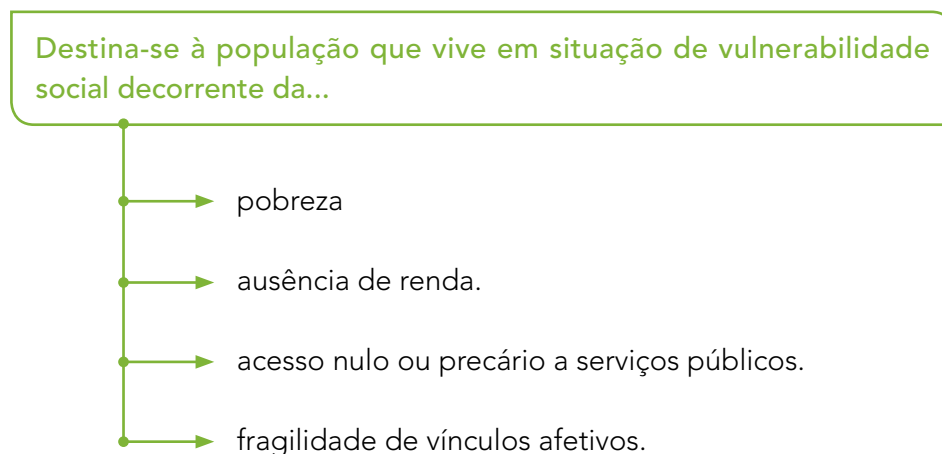 Destina-se à população que vive em situação de vulnerabilidade
social decorrente da...
pobreza
ausência de renda.
acesso nulo ou precário a serviços públicos.
fragilidade de vínculos afetivos.